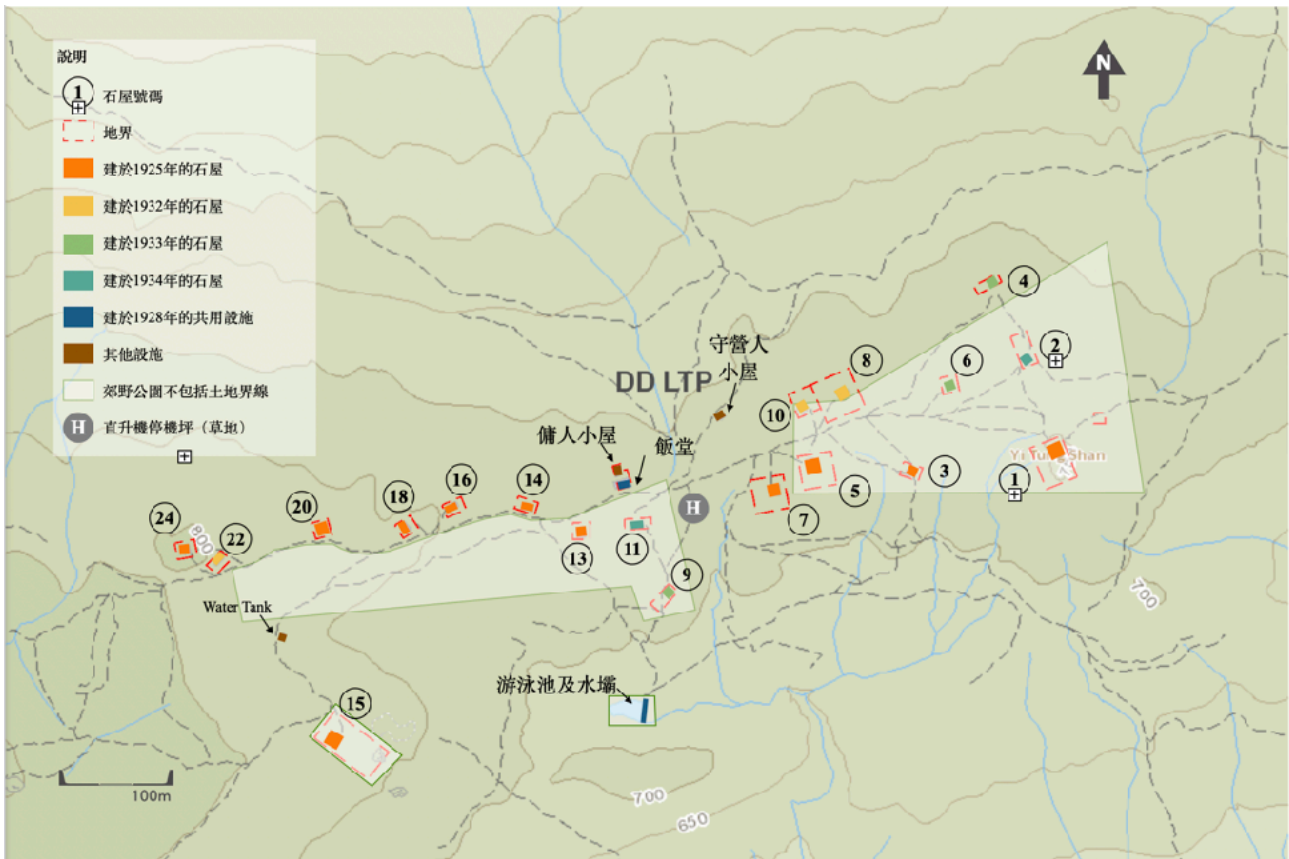 說明
1
石屋號碼
地界
建於1925年的石屋
建於1932年的石屋
建於1933年的石屋
建於1934年的石屋
建於1928年的共用設施
其他設施
郊野公園不包括土地界線
H
直升機停機坪（草地）
N
4
2
守營人
小屋
8
6
DD LTP
10
傭人小屋
飯堂
Yi Tung Shan
3
1
5
16
14
H
7
20
18
24
800
22
13
11
9
700
Water Tank
游泳池及水壩
15
100m
700
650